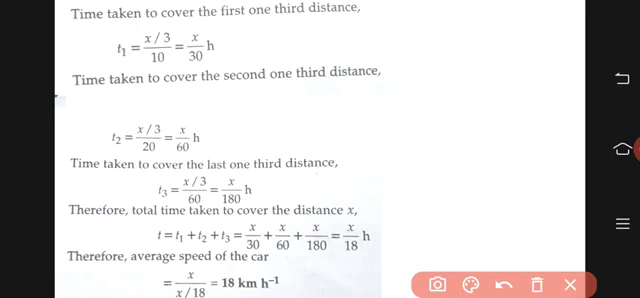 Time taken to cover the first one third distance,
t₁ = x/3 / 10 = x / 30 h
Time taken to cover the second one third distance,
t₂ = x/3 / 20 = x / 60 h
Time taken to cover the last one third distance,
t₃ = x/3 / 60 = x / 180 h
Therefore, total time taken to cover the distance x,
t = t₁ + t₂ + t₃ = x / 30 + x / 60 + x / 180 = x / 18 h
Therefore, average speed of the car
= x / x/18 = 18 km h⁻¹